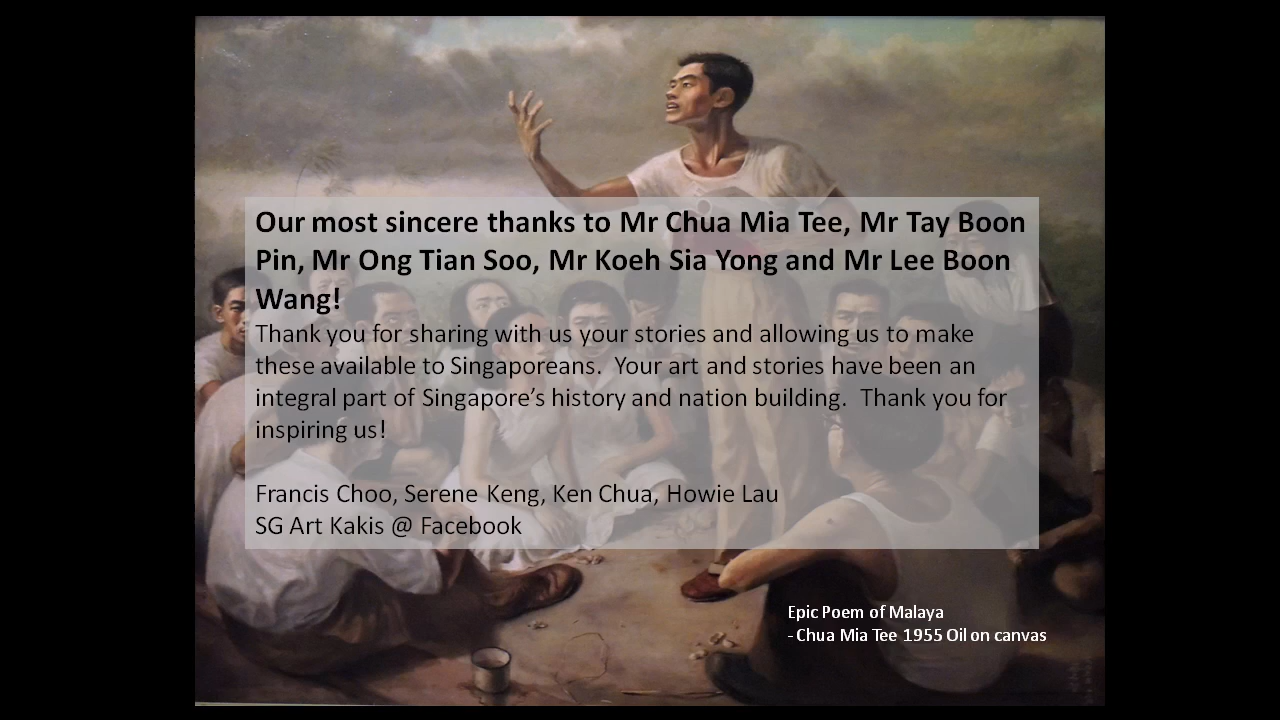 Our most sincere thanks to Mr Chua Mia Tee, Mr Tay Boon
Pin, Mr Ong Tian Soo, Mr Koeh Sia Yong and Mr Lee Boon
Wang!
Thank you for sharing with us your stories and allowing us to make
these available to Singaporeans.  Your art and stories have been an
integral part of Singapore’s history and nation building.  Thank you for
inspiring us!
Francis Choo, Serene Keng, Ken Chua, Howie Lau
SG Art Kakis @ Facebook
Epic Poem of Malaya
- Chua Mia Tee 1955 Oil on canvas